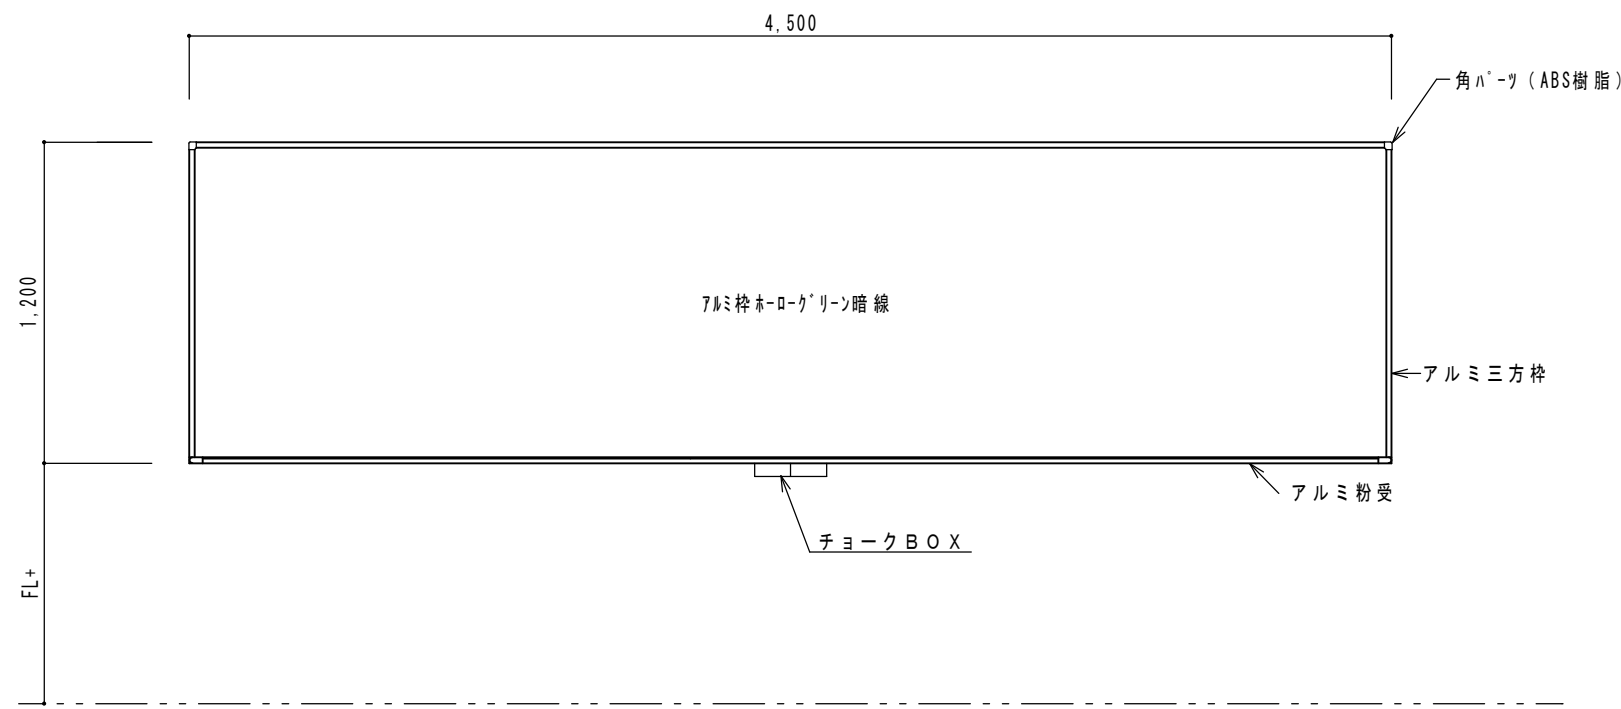 4,500
角ﾊﾟｰﾂ（ABS樹脂）
1,200
ｱﾙﾐ枠ﾎｰﾛｰｸﾞﾘｰﾝ暗線
アルミ三方枠
アルミ粉受
チョークＢＯＸ
FL+